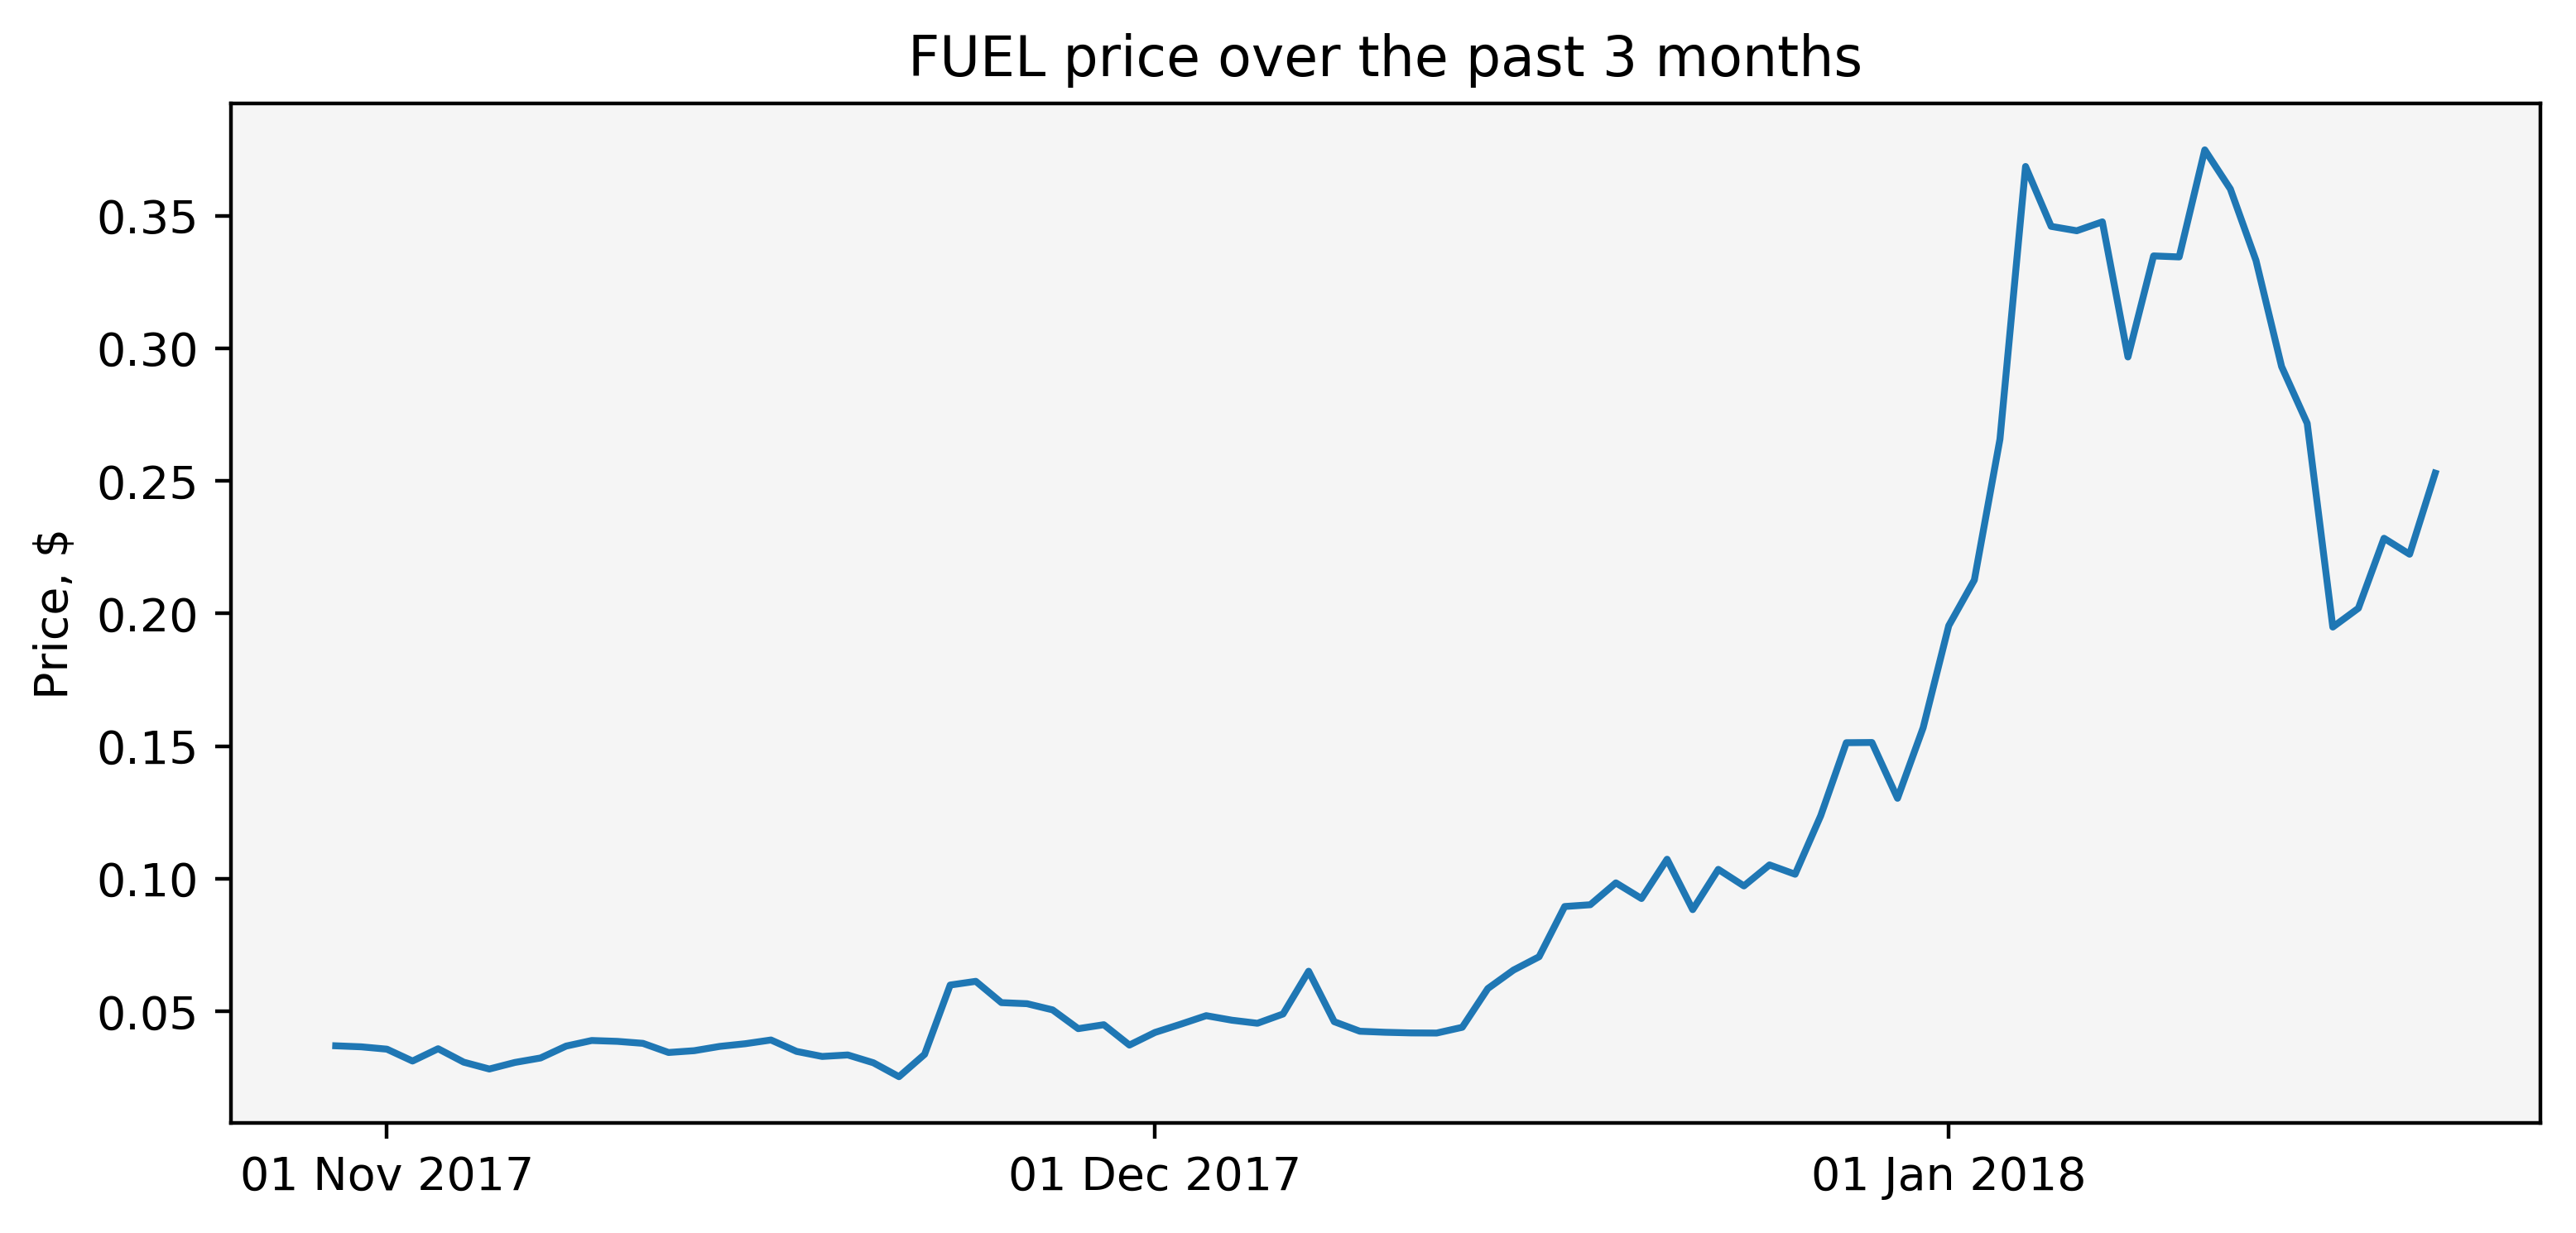 FUEL price over the past 3 months
Price, $
0.35
0.30
0.25
0.20
0.15
0.10
0.05
01 Nov 2017
01 Dec 2017
01 Jan 2018